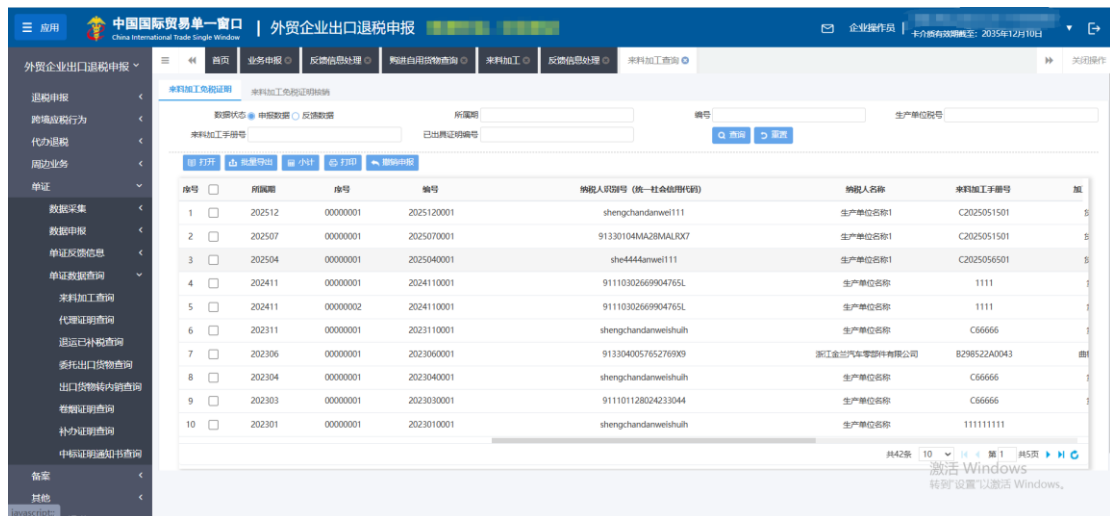 应用 中国国际贸易单一窗口 China International Trade Single Window | 外贸企业出口退税申报 企业操作员 | 卡介质有效期截至：2035年12月10日
外贸企业出口退税申报 首页 业务申报 反馈信息处理 购进自用货物查询 来料加工 反馈信息处理 来料加工查询 关闭操作
退税申报
跨境应税行为
代办退税
周边业务
单证
数据采集
数据申报
单证反馈信息
单证数据查询
来料加工查询
代理证明查询
退运已补税查询
委托出口货物查询
出口货物转内销查询
卷烟证明查询
补办证明查询
中标证明通知书查询
备案
其他
javascript:;
来料加工免税证明 来料加工免税证明核销
数据状态 申报数据 反馈数据 所属期 编号 生产单位税号
来料加工手册号 已出具证明编号 查询 重置
打开 批量导出 小计 打印 撤销申报
序号 所属期 序号 编号 纳税人识别号（统一社会信用代码） 纳税人名称 来料加工手册号 加
1 202512 00000001 2025120001 shengchandanwei111 生产单位名称1 C2025051501
2 202507 00000001 2025070001 91330104MA28MALRX7 生产单位名称1 C2025051501
3 202504 00000001 2025040001 she4444anwei111 生产单位名称1 C2025056501
4 202411 00000001 2024110001 91110302669904765L 生产单位名称 1111
5 202411 00000002 2024110001 91110302669904765L 生产单位名称 1111
6 202311 00000001 2023110001 shengchandanweishuih 生产单位名称 C66666
7 202306 00000001 2023060001 9133040057652769X9 浙江金兰汽车零部件有限公司 B298522A0043 曲
8 202304 00000001 2023040001 shengchandanweishuih 生产单位名称 C66666
9 202303 00000001 2023030001 911101128024233044 生产单位名称 C66666
10 202301 00000001 2023010001 shengchandanweishuih 生产单位名称 111111111
共42条 10 第 1 共5页
激活 Windows
转到"设置"以激活 Windows。